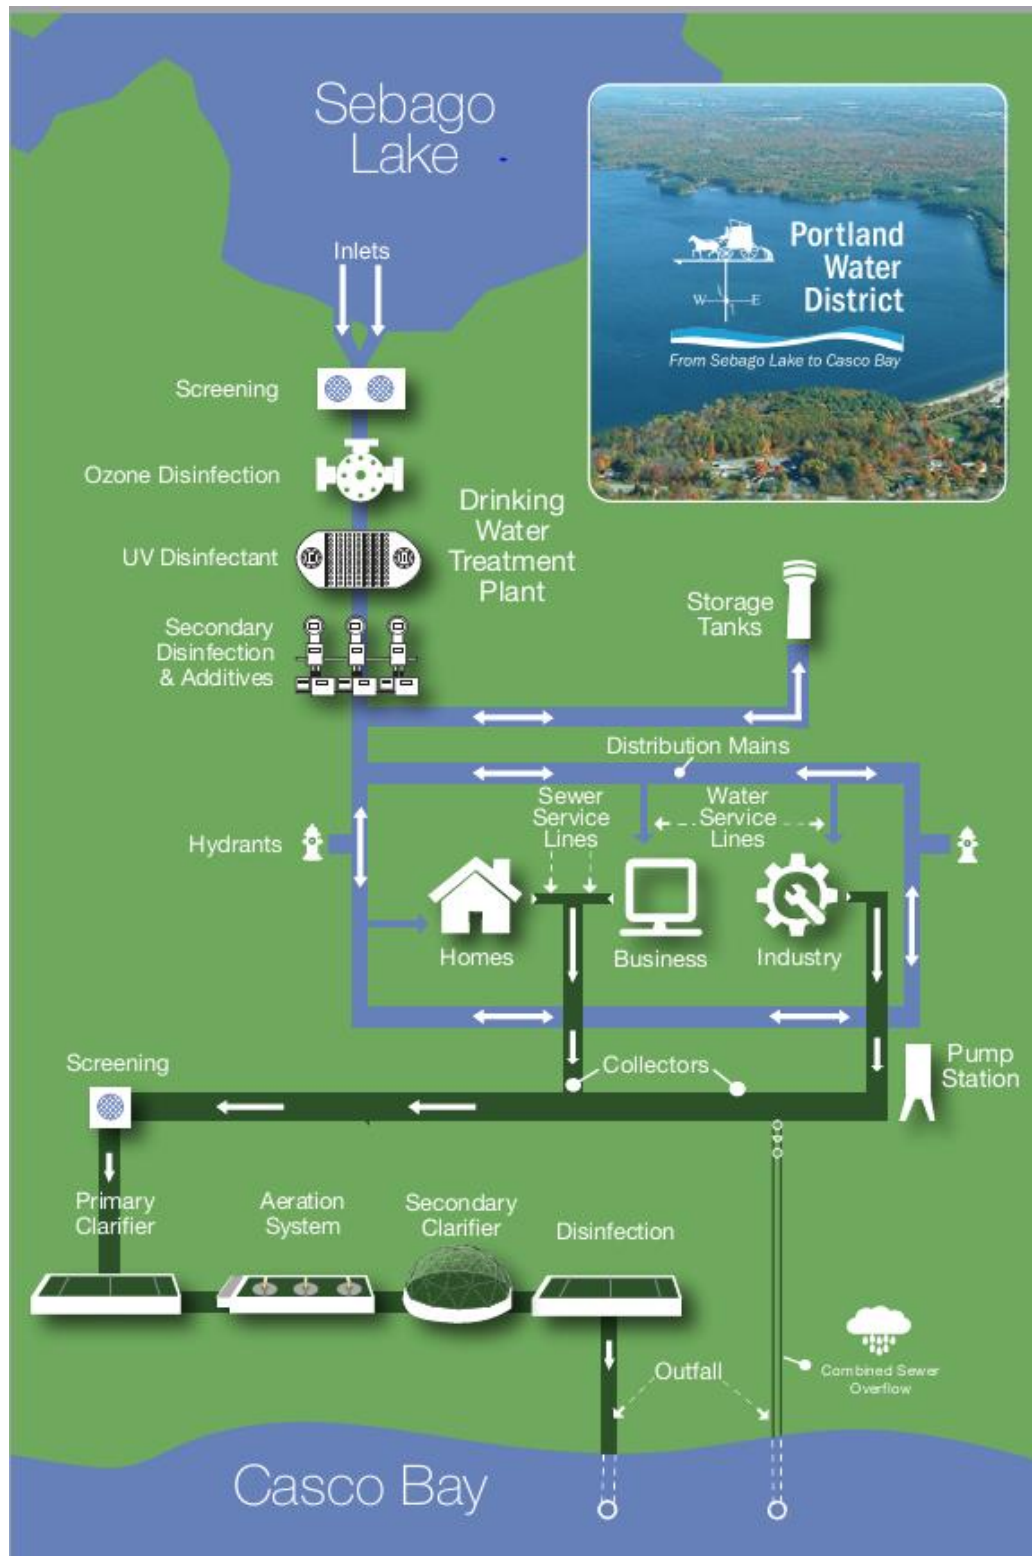 Sebago
Lake
Inlets
Portland
Water
District
W
E
From Sebago Lake to Casco Bay
Screening
Ozone Disinfection
Drinking
Water
Treatment
Plant
UV Disinfectant
Storage
Tanks
Secondary
Disinfection
& Additives
Distribution Mains
Sewer
Service
Lines
Water
Service
Lines
Hydrants
Homes
Business
Industry
Screening
Collectors
Pump
Station
Primary
Clarifier
Aeration
System
Secondary
Clarifier
Disinfection
Outfall
Combined Sewer
Overflow
Casco Bay